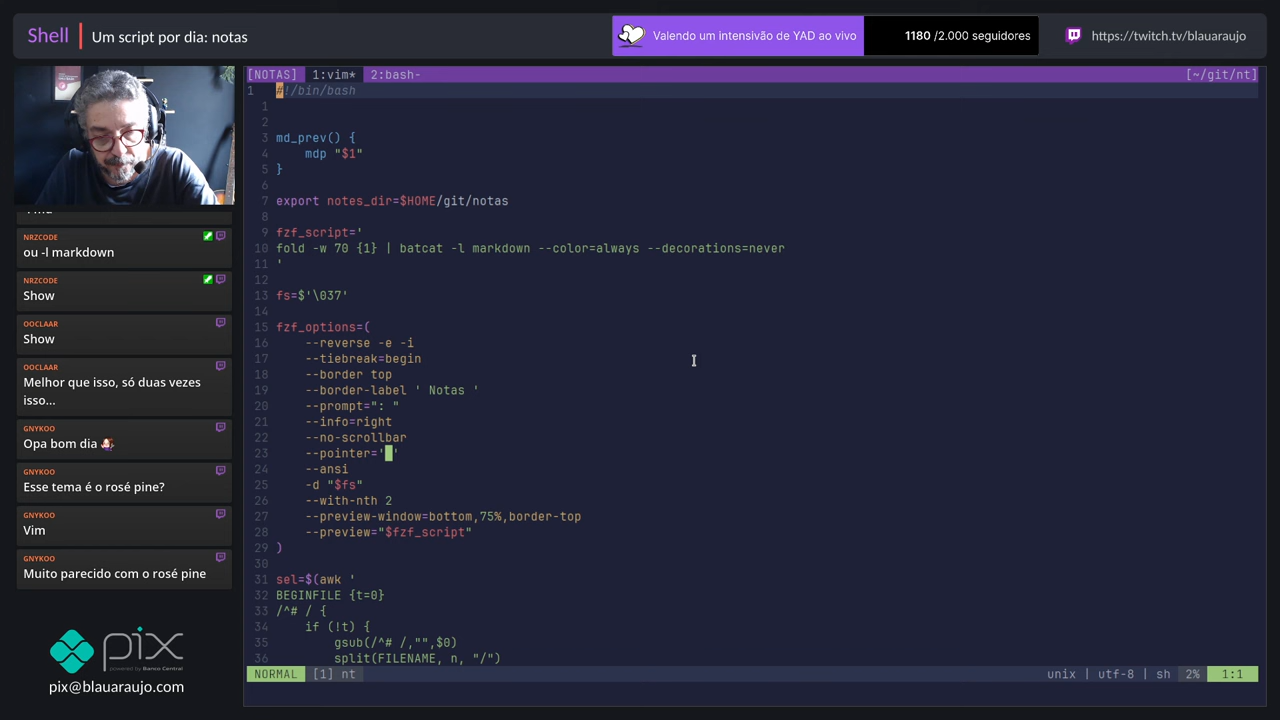 Shell | Um script por dia: notas
Valendo um intensivão de YAD ao vivo
1180 /2.000 seguidores
https://twitch.tv/blauaraujo
NRZCODE
ou -l markdown
NRZCODE
Show
OOCLAAR
Show
OOCLAAR
Melhor que isso, só duas vezes
isso...
GNYKOO
Opa bom dia
GNYKOO
Esse tema é o rosé pine?
GNYKOO
Vim
GNYKOO
Muito parecido com o rosé pine
pix
powered by Banco Central
pix@blauaraujo.com
[NOTAS] 1:vim* 2:bash- [~/git/nt]
1 #!/bin/bash
1
2
3 md_prev() {
4 mdp "$1"
5 }
6
7 export notes_dir=$HOME/git/notas
8
9 fzf_script='
10 fold -w 70 {1} | batcat -l markdown --color=always --decorations=never
11 '
12
13 fs=$'\037'
14
15 fzf_options=(
16 --reverse -e -i
17 --tiebreak=begin
18 --border top
19 --border-label ' Notas '
20 --prompt=": "
21 --info=right
22 --no-scrollbar
23 --pointer='█'
24 --ansi
25 -d "$fs"
26 --with-nth 2
27 --preview-window=bottom,75%,border-top
28 --preview="$fzf_script"
29 )
30
31 sel=$(awk '
32 BEGINFILE {t=0}
33 /^# / {
34 if (!t) {
35 gsub(/^# /,"",$0)
36 split(FILENAME, n, "/")
NORMAL [1] nt unix | utf-8 | sh 2% 1:1